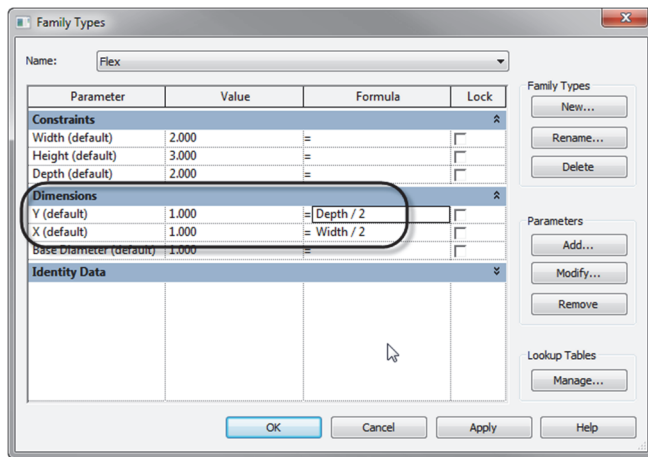 Family Types
Name: Flex
Parameter Value Formula Lock
Constraints
Width (default) 2.000 =
Height (default) 3.000 =
Depth (default) 2.000 =
Dimensions
Y (default) 1.000 = Depth / 2
X (default) 1.000 = Width / 2
Base Diameter (default) 1.000 =
Identity Data
Family Types
New...
Rename...
Delete
Parameters
Add...
Modify...
Remove
Lookup Tables
Manage...
OK Cancel Apply Help